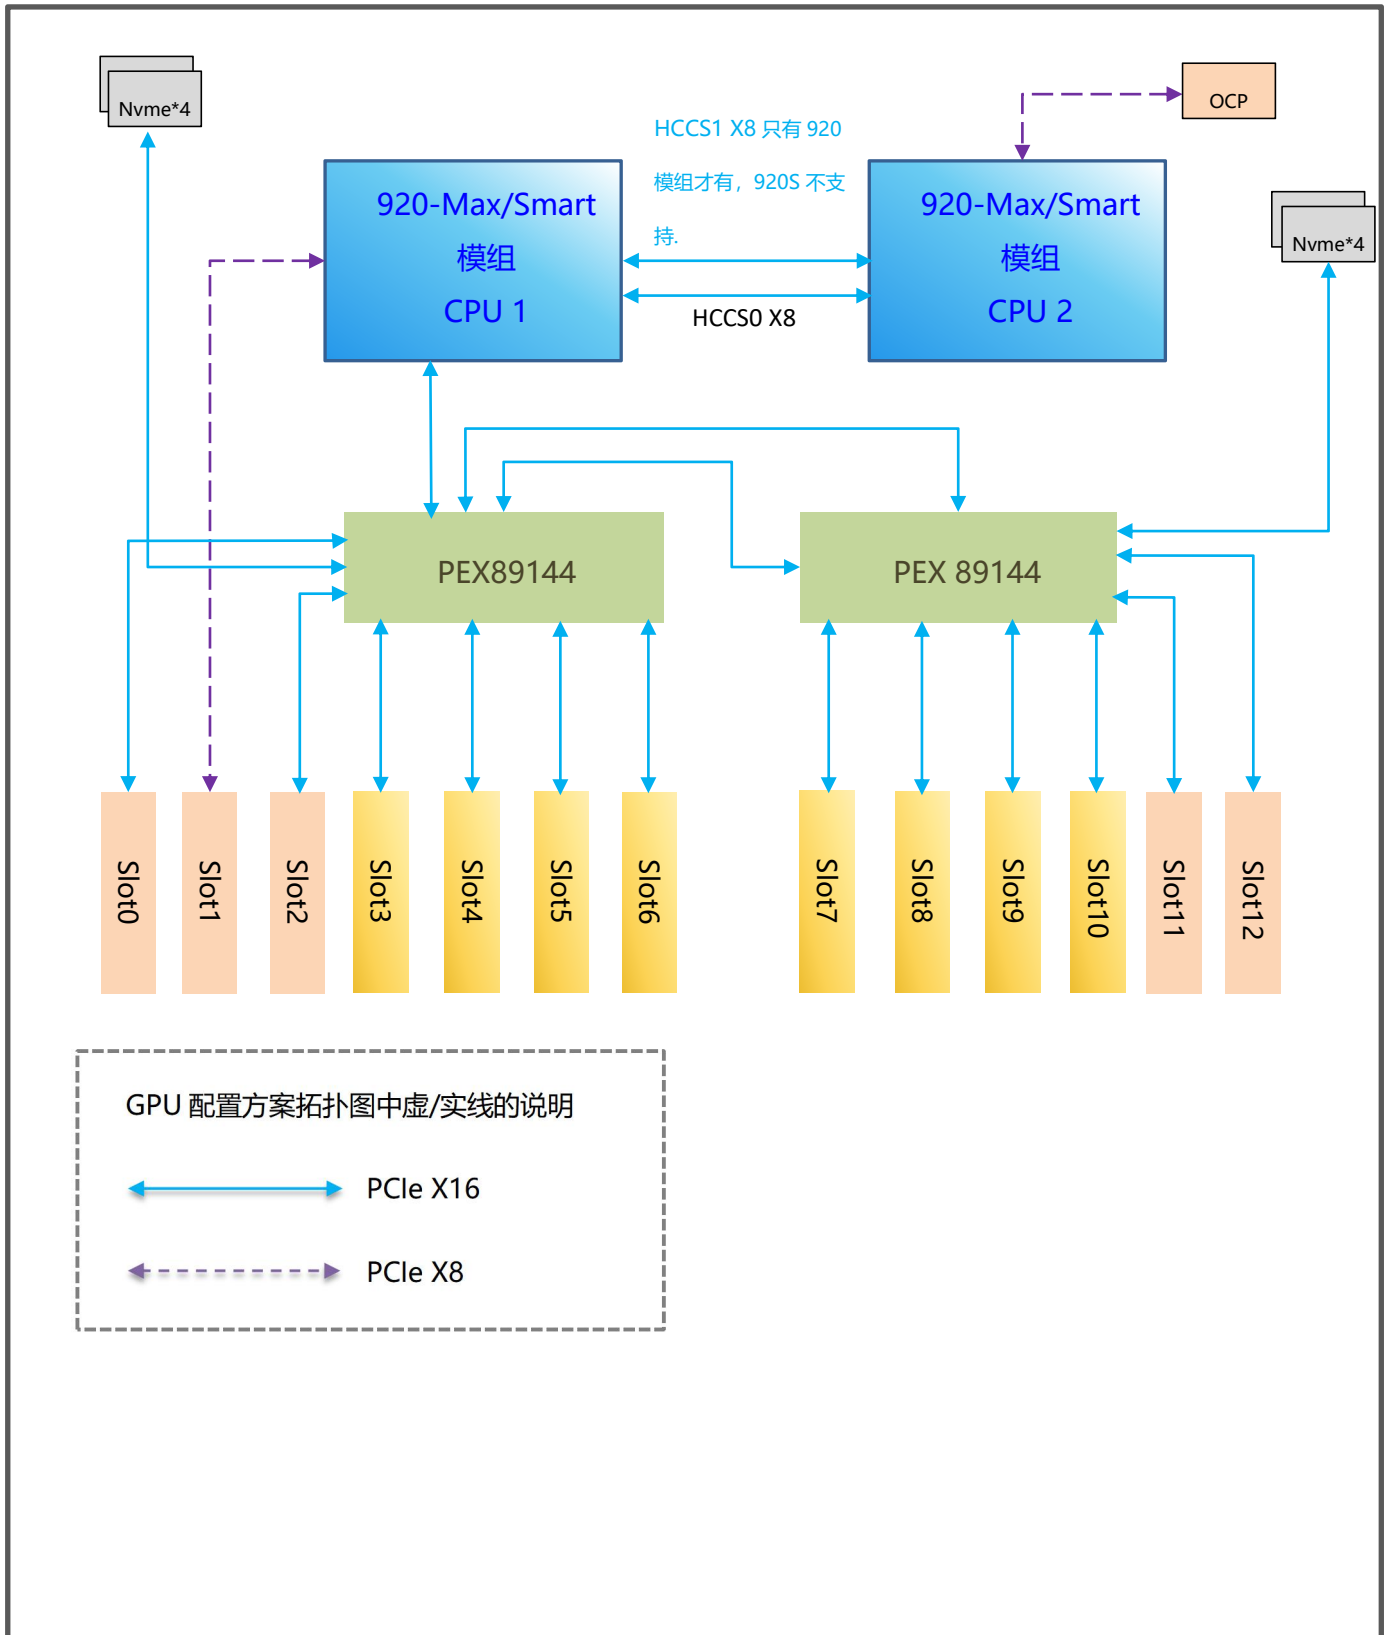 Nvme*4
OCP
HCCS1 X8 只有 920
模组才有，920S 不支
持.
920-Max/Smart
模组
CPU 1
920-Max/Smart
模组
CPU 2
Nvme*4
HCCS0 X8
PEX89144
PEX 89144
Slot0
Slot1
Slot2
Slot3
Slot4
Slot5
Slot6
Slot7
Slot8
Slot9
Slot10
Slot11
Slot12
GPU 配置方案拓扑图中虚/实线的说明
PCIe X16
PCIe X8